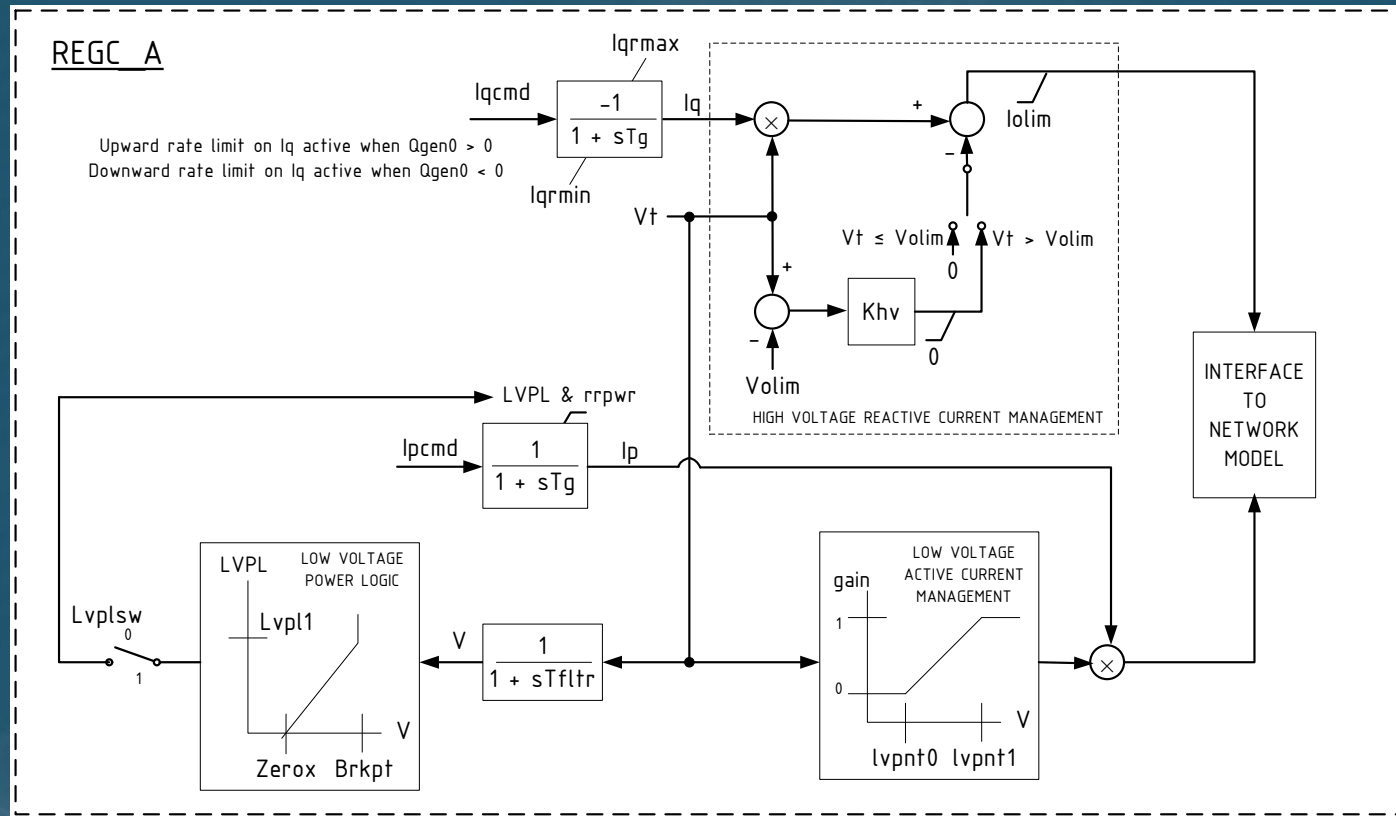 REGC_A
Iqrmax
Iqcmd
-1
1 + sTg
Iq
×
+
Iolim
Upward rate limit on Iq active when Qgen0 > 0
Downward rate limit on Iq active when Qgen0 < 0
Iqrmin
-
Vt
Vt ≤ Volim
Vt > Volim
0
+
Khv
0
-
Volim
HIGH VOLTAGE REACTIVE CURRENT MANAGEMENT
INTERFACE
TO
NETWORK
MODEL
LVPL & rrpwr
Ipcmd
1
1 + sTg
Ip
LVPL
LOW VOLTAGE
POWER LOGIC
Lvpl1
V
Zerox
Brkpt
Lvplsw
0
1
V
1
1 + sTfltr
LOW VOLTAGE
ACTIVE CURRENT
MANAGEMENT
gain
1
0
V
lvpnt0
lvpnt1
×